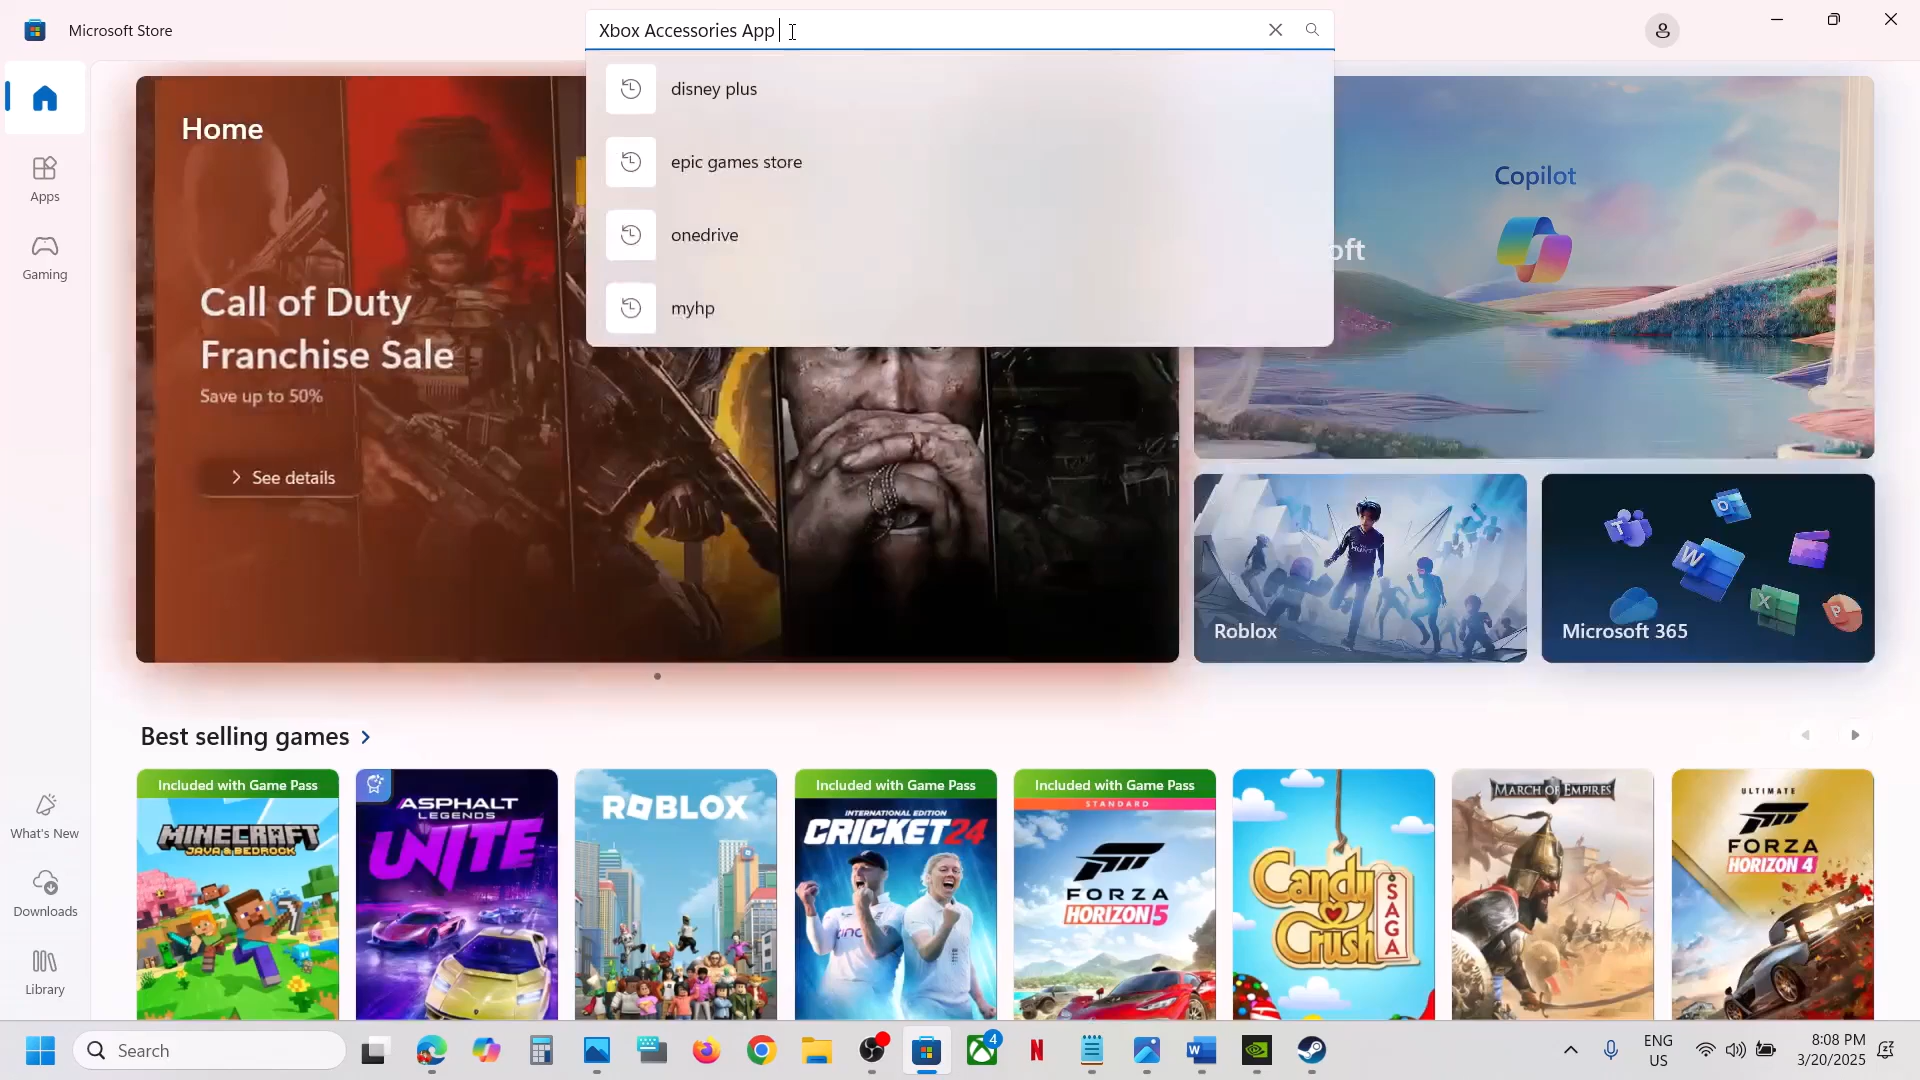 Microsoft Store
Xbox Accessories App
disney plus
epic games store
onedrive
myhp
Home
Apps
Gaming
Call of Duty
Franchise Sale
Save up to 50%
See details
Copilot
oft
Roblox
Microsoft 365
Best selling games
Included with Game Pass
MINECRAFT
JAVA & BEDROCK
ASPHALT
LEGENDS
UNITE
ROBLOX
Included with Game Pass
INTERNATIONAL EDITION
CRICKET 24
Included with Game Pass
STANDARD
FORZA
HORIZON 5
Candy
Crush
SAGA
MARCH OF EMPIRES
ULTIMATE
FORZA
HORIZON 4
What's New
Downloads
Library
Search
4
ENG
US
8:08 PM
3/20/2025